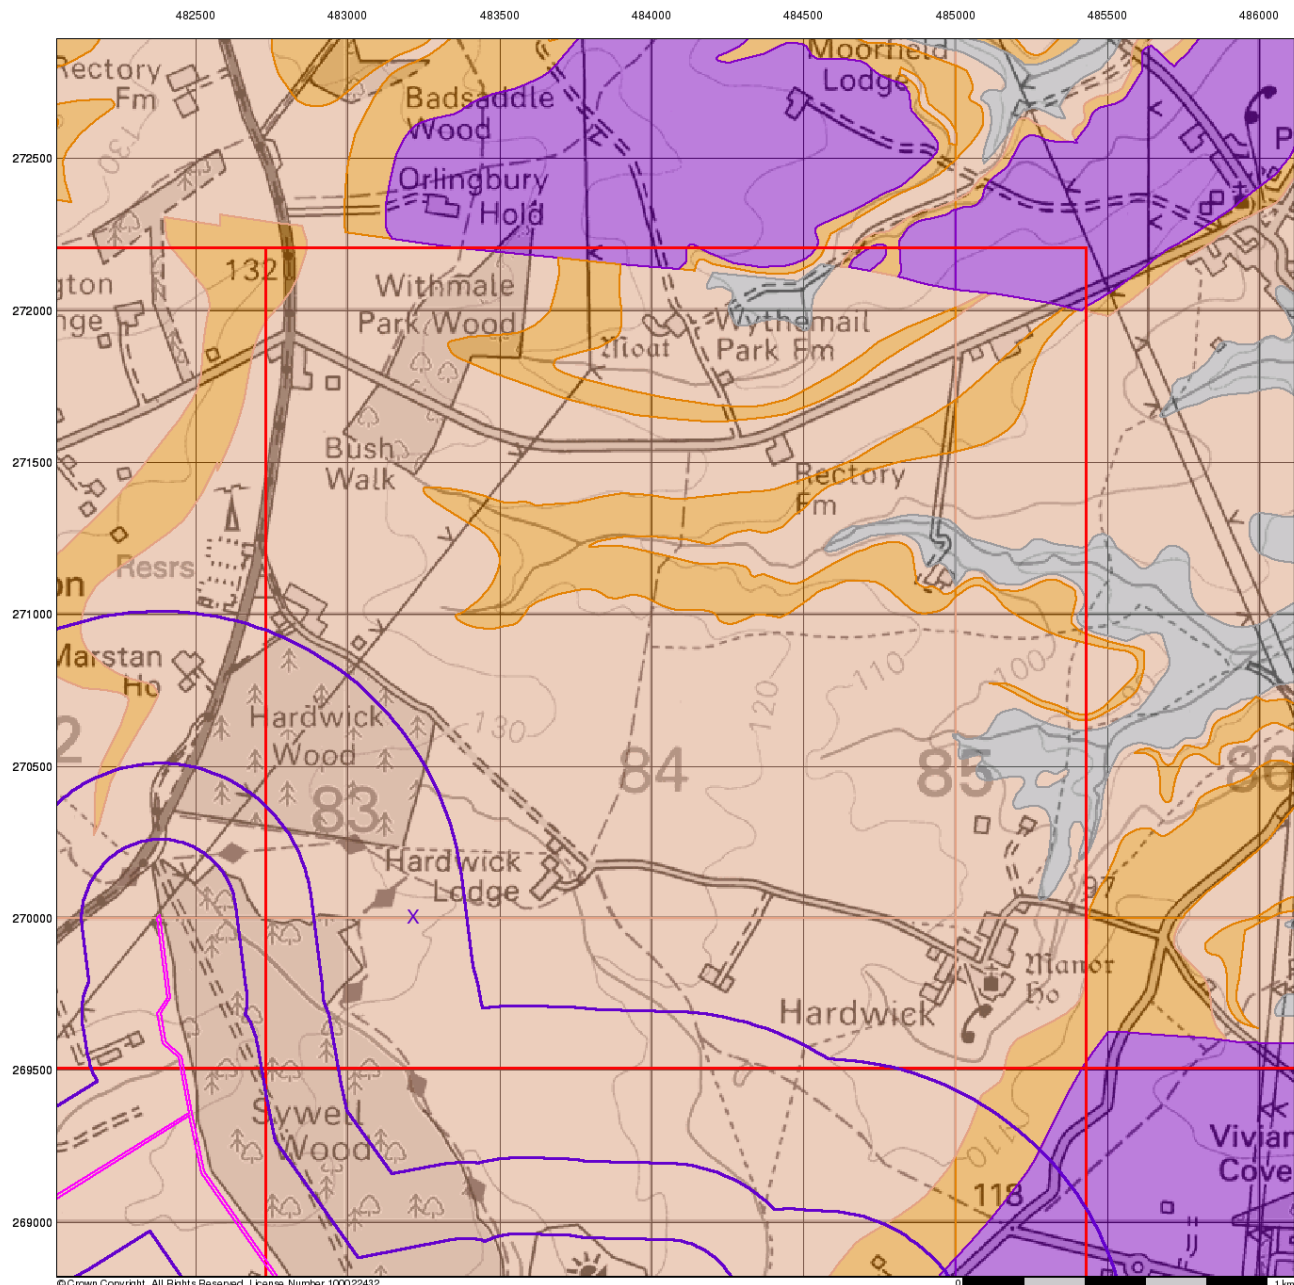 482500 483000 483500 484000 484500 485000 485500 486000
Rectory
Fm
Moorfield
Lodge
Badsaddle
Wood
130
272500
Orlingbury
Hold
P
132
Withmale
Park Wood
272000
Moat
Wythemail
Park Fm
Bush
Walk
271500
Rectory
Fm
Resrs
271000
Marstan
Ho
110
100
90
120
130
Hardwick
Wood
270500
83
84
85
86
Hardwick
Lodge
97
270000
X
Manor
Ho
Hardwick
269500
Sywell
Wood
110
Vivian
Cove
118
269000
© Crown Copyright. All Rights Reserved. License Number 100022432
0 1 km